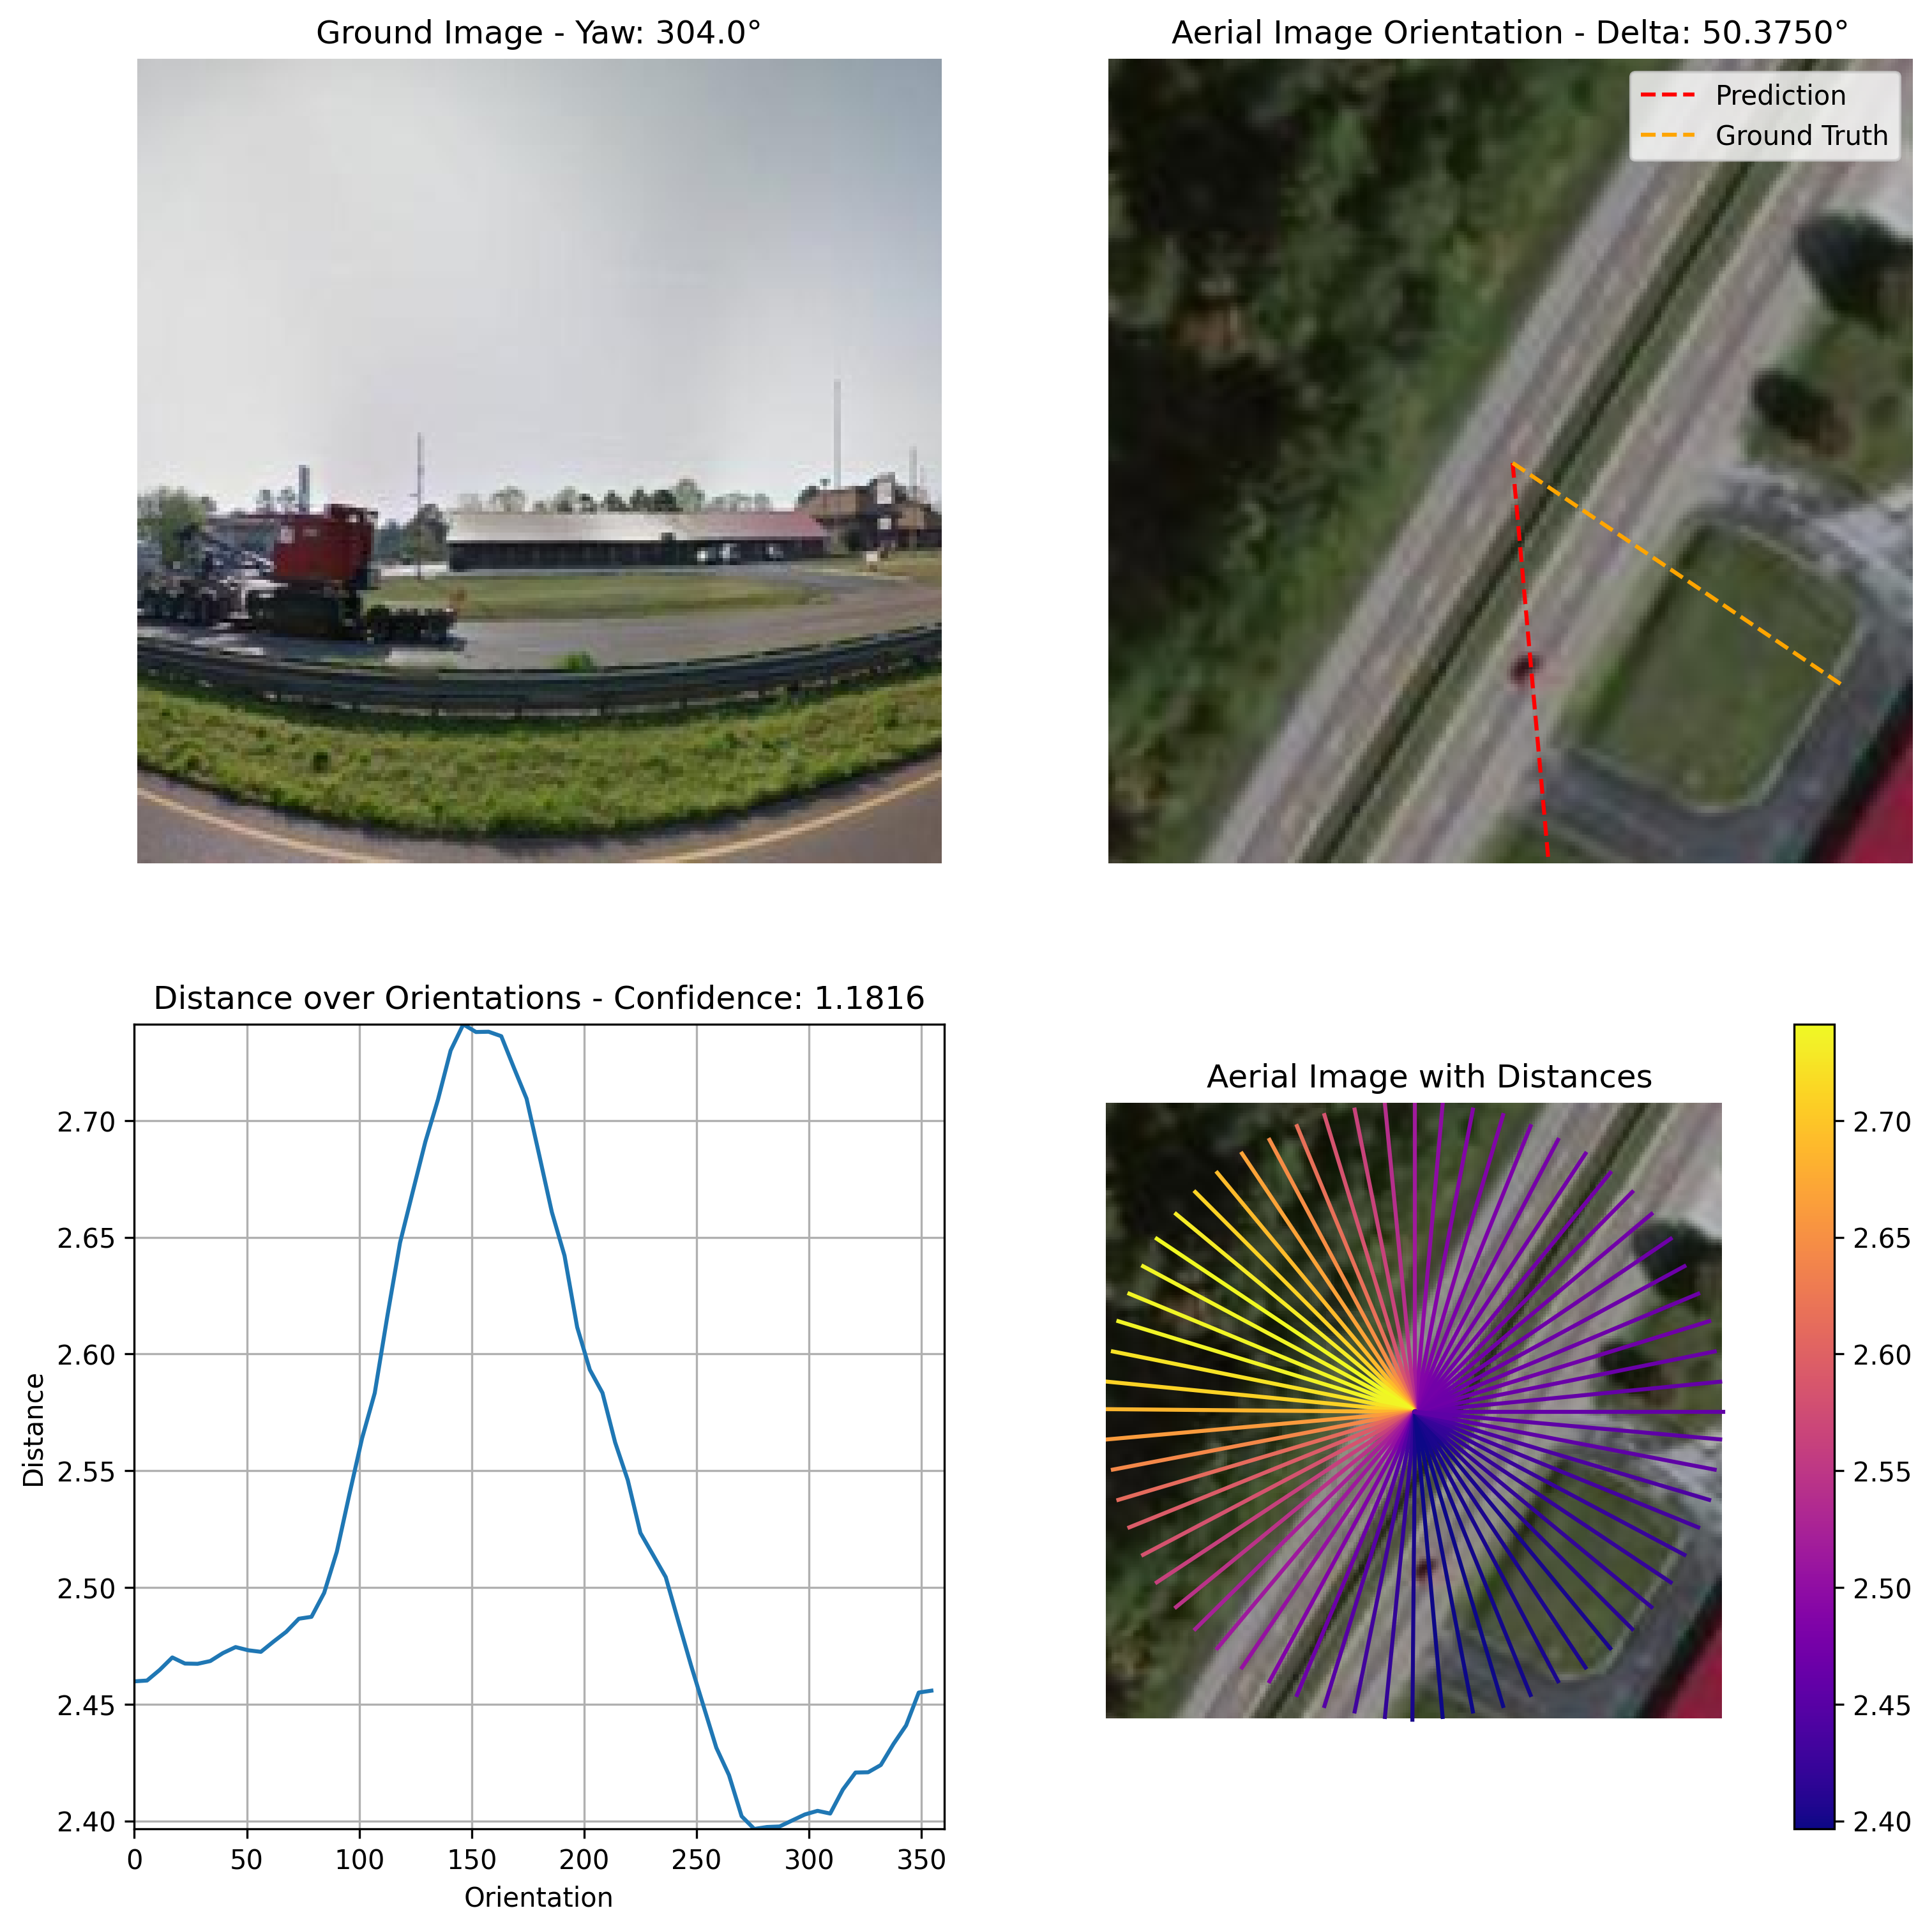 Ground Image - Yaw: 304.0°
Aerial Image Orientation - Delta: 50.3750°
Prediction
Ground Truth
Distance over Orientations - Confidence: 1.1816
Distance
2.70
2.65
2.60
2.55
2.50
2.45
2.40
0 50 100 150 200 250 300 350
Orientation
Aerial Image with Distances
2.70
2.65
2.60
2.55
2.50
2.45
2.40